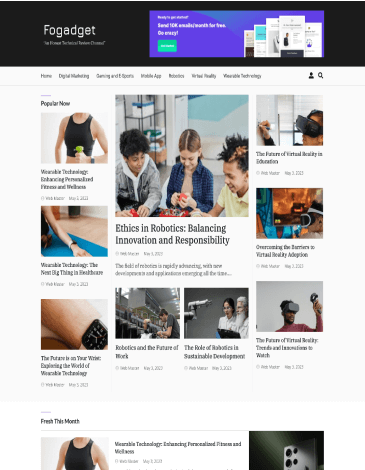 Fogadget
"An Honest Technical Review Channel"
Ready to get started?
Send 10K emails/month for free.
Go crazy!
Home Digital Marketing Gaming and E-Sports Mobile App Robotics Virtual Reality Wearable Technology
Popular Now
Wearable Technology:
Enhancing Personalized
Fitness and Wellness
Web Master May 3, 2023
Wearable Technology: The
Next Big Thing in Healthcare
Web Master May 3, 2023
The Future is on Your Wrist:
Exploring the World of
Wearable Technology
Web Master May 3, 2023
Ethics in Robotics: Balancing
Innovation and Responsibility
Web Master May 3, 2023
The field of robotics is rapidly advancing, with new
developments and applications emerging all the time....
Robotics and the Future of
Work
Web Master May 3, 2023
The Role of Robotics in
Sustainable Development
Web Master May 3, 2023
The Future of Virtual Reality in
Education
Web Master May 3, 2023
Overcoming the Barriers to
Virtual Reality Adoption
Web Master May 3, 2023
The Future of Virtual Reality:
Trends and Innovations to
Watch
Web Master May 3, 2023
Fresh This Month
Wearable Technology: Enhancing Personalized Fitness and
Wellness
Web Master May 3, 2023